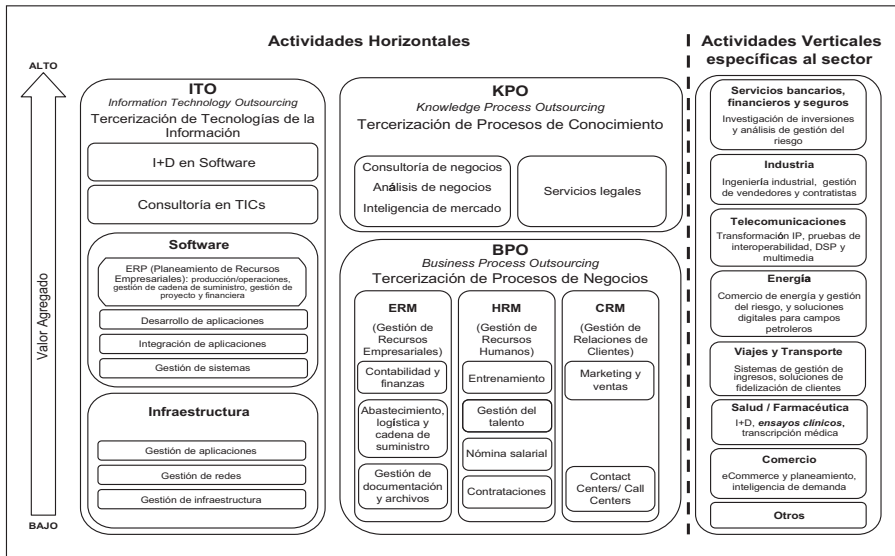 Actividades Horizontales
Actividades Verticales
específicas al sector
ALTO
Valor Agregado
BAJO
ITO
Information Technology Outsourcing
Tercerización de Tecnologías de la
Información
I+D en Software
Consultoría en TICs
Software
ERP (Planeamiento de Recursos
Empresariales): producción/operaciones,
gestión de cadena de suministro, gestión de
proyecto y financiera
Desarrollo de aplicaciones
Integración de aplicaciones
Gestión de sistemas
Infraestructura
Gestión de aplicaciones
Gestión de redes
Gestión de infraestructura
KPO
Knowledge Process Outsourcing
Tercerización de Procesos de Conocimiento
Consultoría de negocios
Análisis de negocios
Inteligencia de mercado
Servicios legales
BPO
Business Process Outsourcing
Tercerización de Procesos de Negocios
ERM
(Gestión de
Recursos
Empresariales)
Contabilidad y
finanzas
Abastecimiento,
logística y
cadena de
suministro
Gestión de
documentación
y archivos
HRM
(Gestión de
Recursos
Humanos)
Entrenamiento
Gestión del
talento
Nómina salarial
Contrataciones
CRM
(Gestión de
Relaciones de
Clientes)
Marketing y
ventas
Contact
Centers/ Call
Centers
Servicios bancarios,
financieros y seguros
Investigación de inversiones
y análisis de gestión del
riesgo
Industria
Ingeniería industrial, gestión
de vendedores y contratistas
Telecomunicaciones
Transformación IP, pruebas de
interoperabilidad, DSP y
multimedia
Energía
Comercio de energía y gestión
del riesgo, y soluciones
digitales para campos
petroleros
Viajes y Transporte
Sistemas de gestión de
ingresos, soluciones de
fidelización de clientes
Salud / Farmacéutica
I+D, ensayos clínicos,
transcripción médica
Comercio
eCommerce y planeamiento,
inteligencia de demanda
Otros